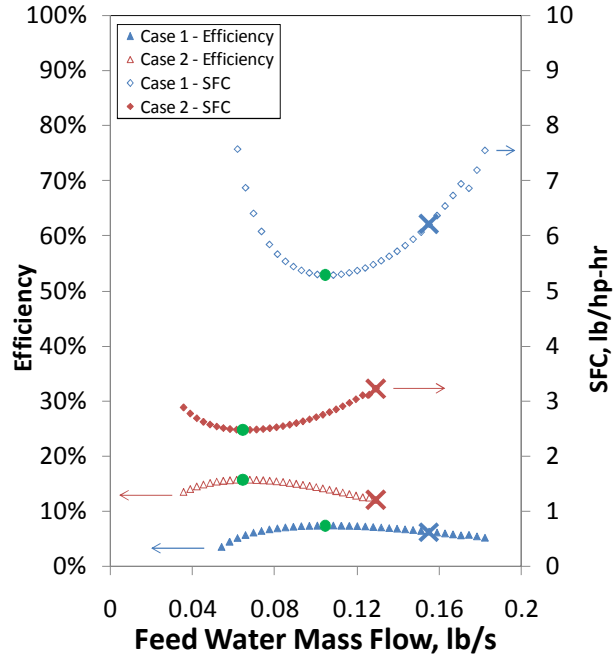 100%
90%
80%
70%
60%
50%
40%
30%
20%
10%
0%
Efficiency
Case 1 - Efficiency
Case 2 - Efficiency
Case 1 - SFC
Case 2 - SFC
10
9
8
7
6
5
4
3
2
1
0
SFC, lb/hp-hr
0 0.04 0.08 0.12 0.16 0.2
Feed Water Mass Flow, lb/s